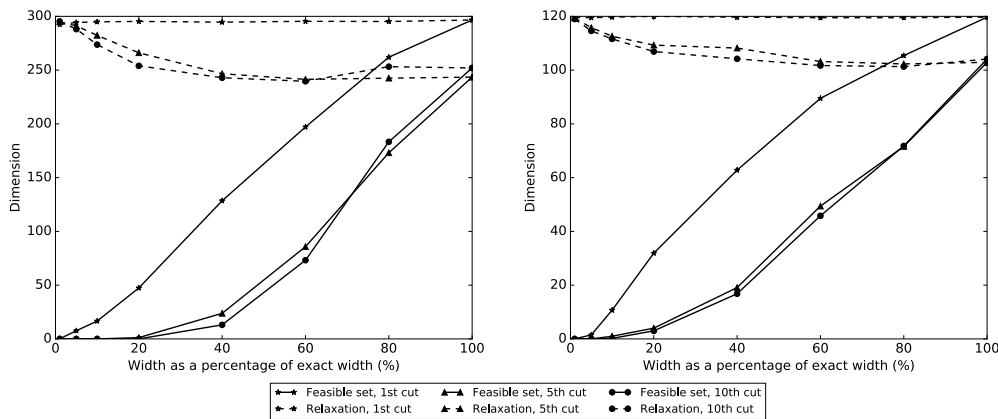 300
250
200
150
100
50
0
Dimension
01
20
40
60
80
100
Width as a percentage of exact width (%)
120
100
80
60
40
20
0
Dimension
01
20
40
60
80
100
Width as a percentage of exact width (%)
Feasible set, 1st cut
Feasible set, 5th cut
Feasible set, 10th cut
Relaxation, 1st cut
Relaxation, 5th cut
Relaxation, 10th cut